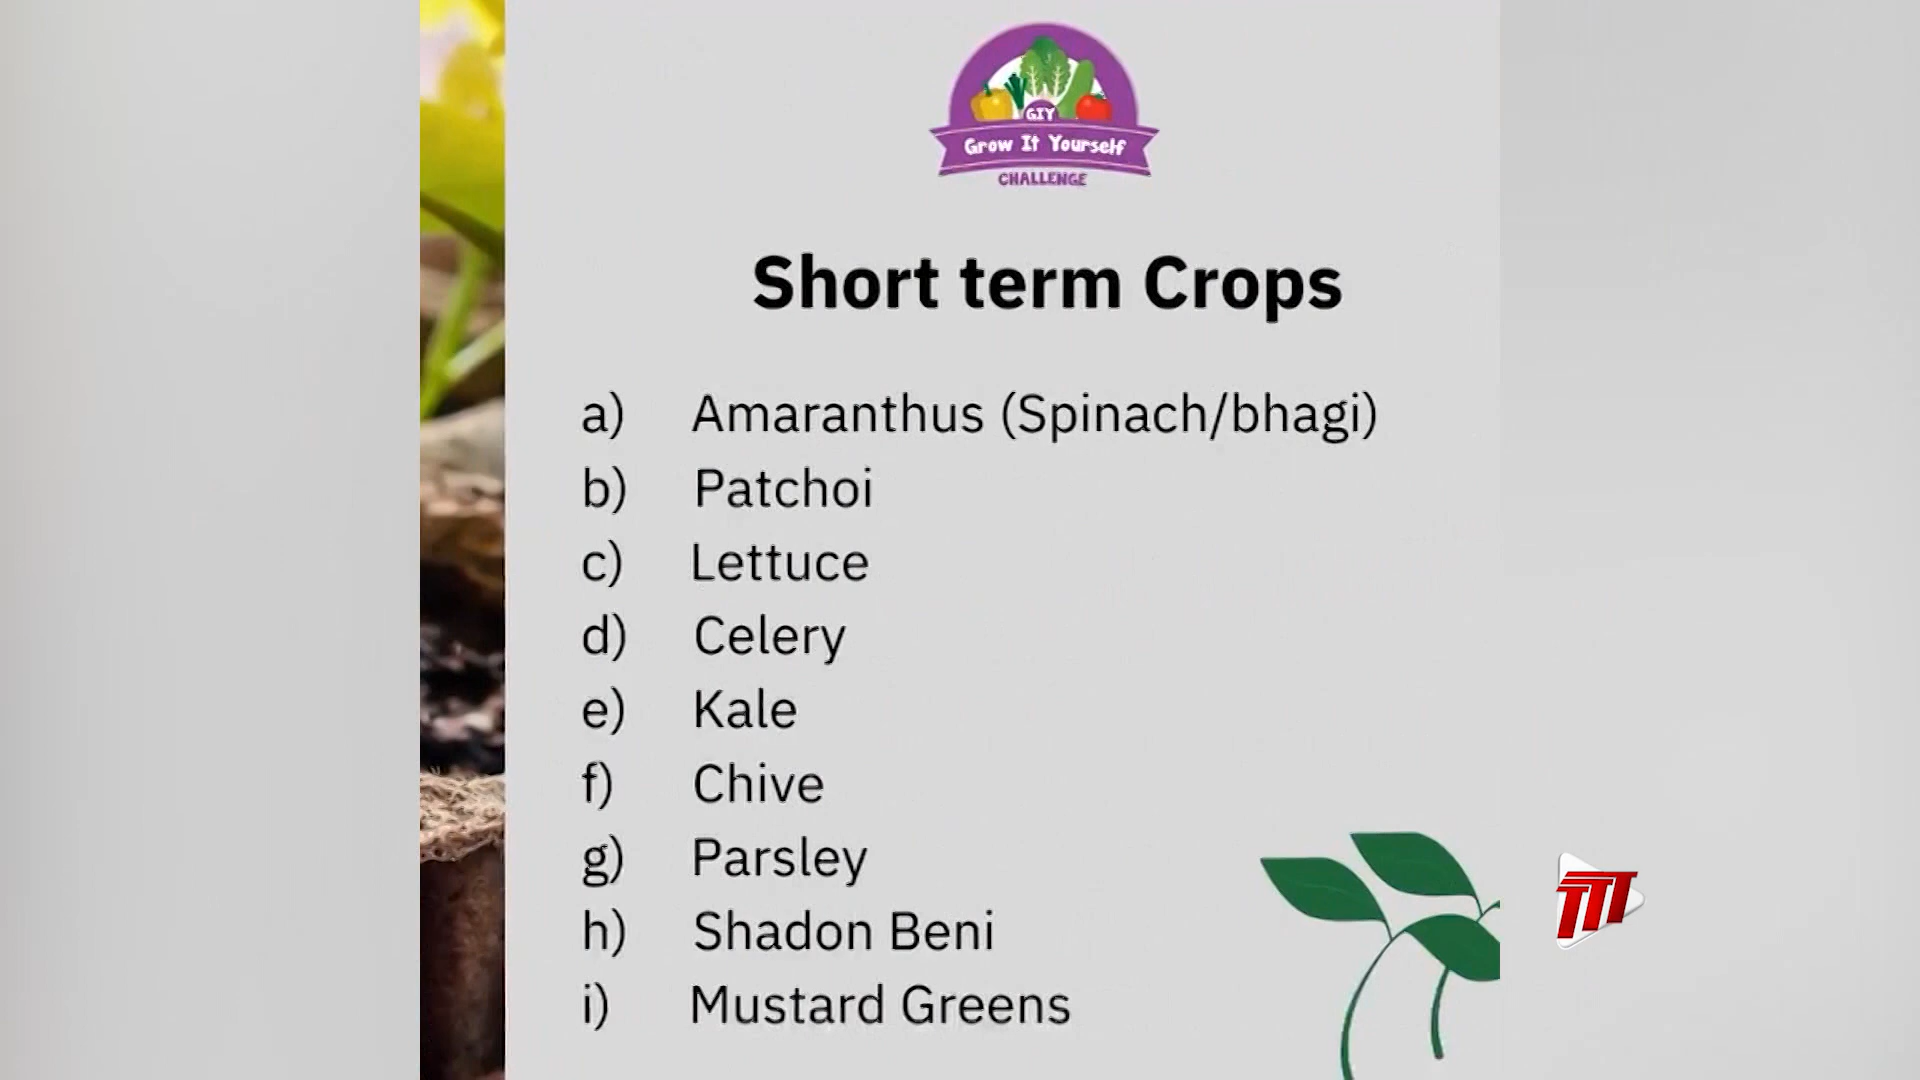 GIY
Grow It Yourself
CHALLENGE
Short term Crops
a) Amaranthus (Spinach/bhagi)
b) Patchoi
c) Lettuce
d) Celery
e) Kale
f) Chive
g) Parsley
h) Shadon Beni
i) Mustard Greens
TTT